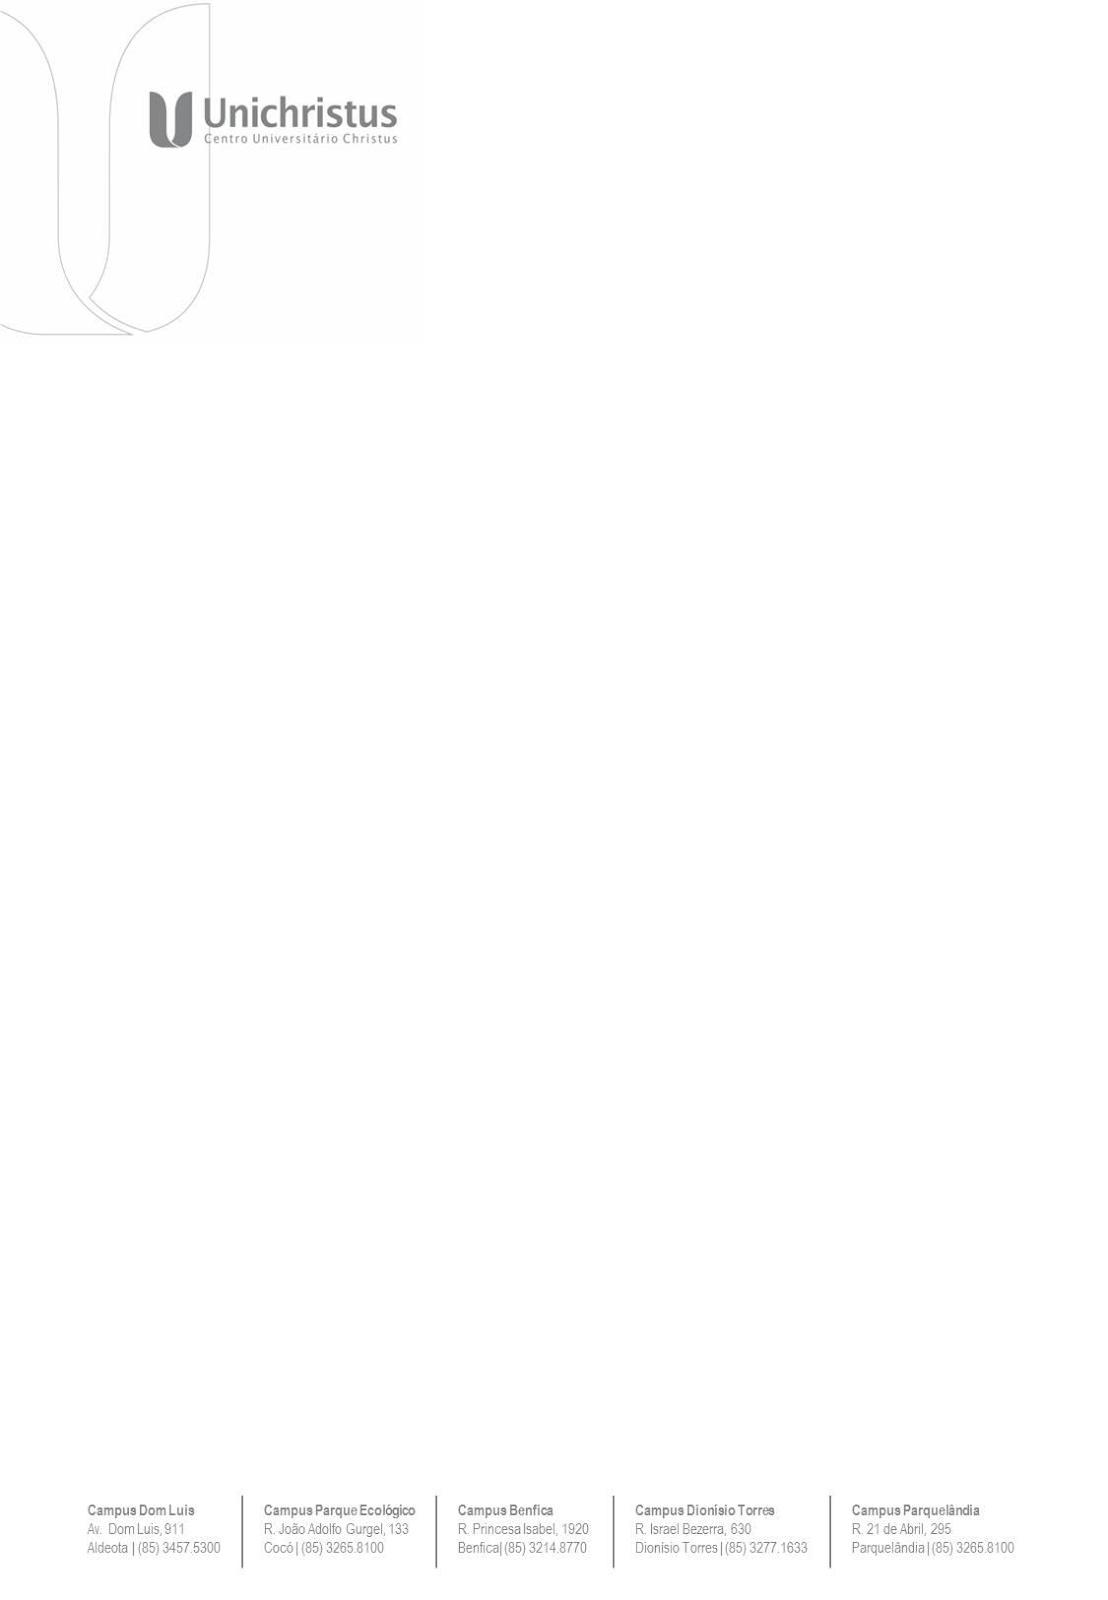 Unichristus
Centro Universitário Christus
Campus Dom Luis
Av. Dom Luis, 911
Aldeota | (85) 3457.5300
Campus Parque Ecológico
R. João Adolfo Gurgel, 133
Cocó | (85) 3265.8100
Campus Benfica
R. Princesa Isabel, 1920
Benfica| (85) 3214.8770
Campus Dionísio Torres
R. Israel Bezerra, 630
Dionísio Torres | (85) 3277.1633
Campus Parquelândia
R. 21 de Abril, 295
Parquelândia | (85) 3265.8100